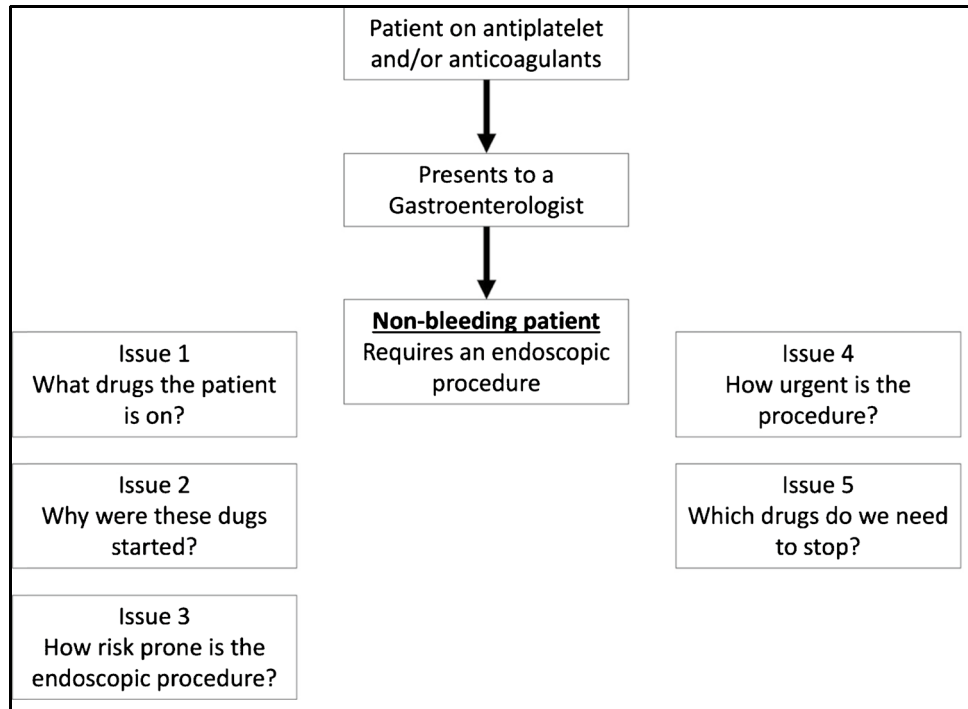 Patient on antiplatelet
and/or anticoagulants
Presents to a
Gastroenterologist
Non-bleeding patient
Requires an endoscopic
procedure
Issue 1
What drugs the patient
is on?
Issue 2
Why were these dugs
started?
Issue 3
How risk prone is the
endoscopic procedure?
Issue 4
How urgent is the
procedure?
Issue 5
Which drugs do we need
to stop?